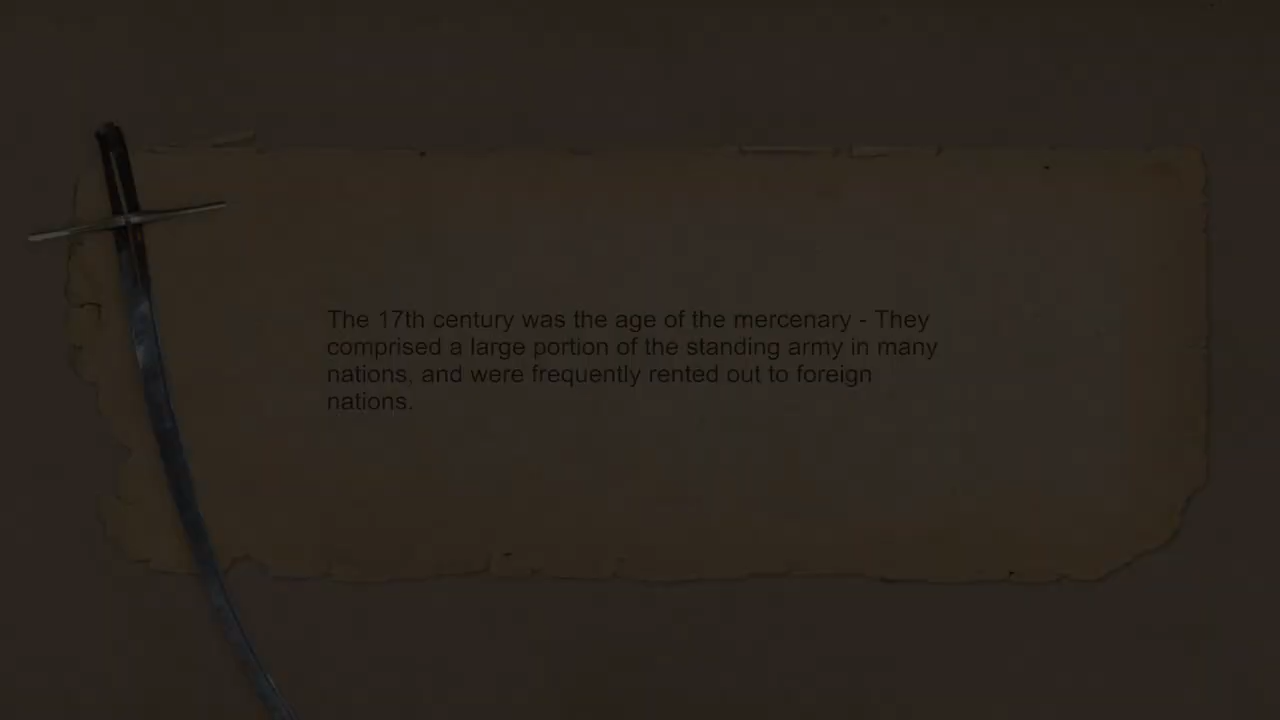 The 17th century was the age of the mercenary - They
comprised a large portion of the standing army in many
nations, and were frequently rented out to foreign
nations.